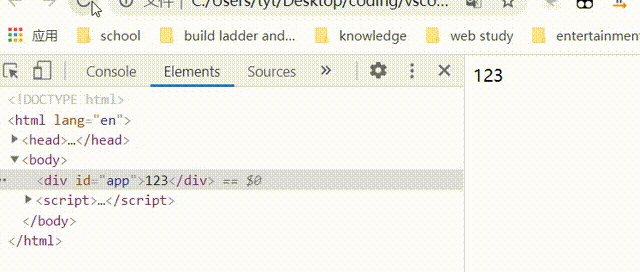 文件 C:/Users/tyt/Desktop/coding/vsco...
应用 school build ladder and... knowledge web study entertainment
Console Elements Sources »
123
<!DOCTYPE html>
<html lang="en">
<head>…</head>
<body>
<div id="app">123</div> == $0
<script>…</script>
</body>
</html>